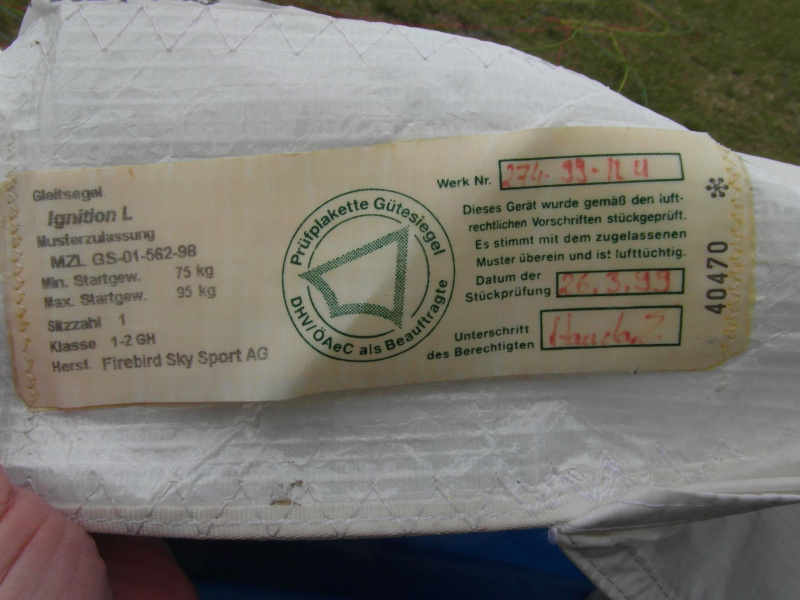 Gleitsegel
Ignition L
Musterzulassung
MZL GS-01-562-98
Min. Startgew. 75 kg
Max. Startgew. 95 kg
Sitzzahl 1
Klasse 1-2 GH
Herst. Firebird Sky Sport AG
Prüfplakette Gütesiegel
DHV/ÖAeC als Beauftragte
Werk Nr. 274-99-
Dieses Gerät wurde gemäß den luft-
rechtlichen Vorschriften stückgeprüft.
Es stimmt mit dem zugelassenen
Muster überein und ist lufttüchtig.
Datum der
Stückprüfung 26.3.99
Unterschrift
des Berechtigten
40470 *